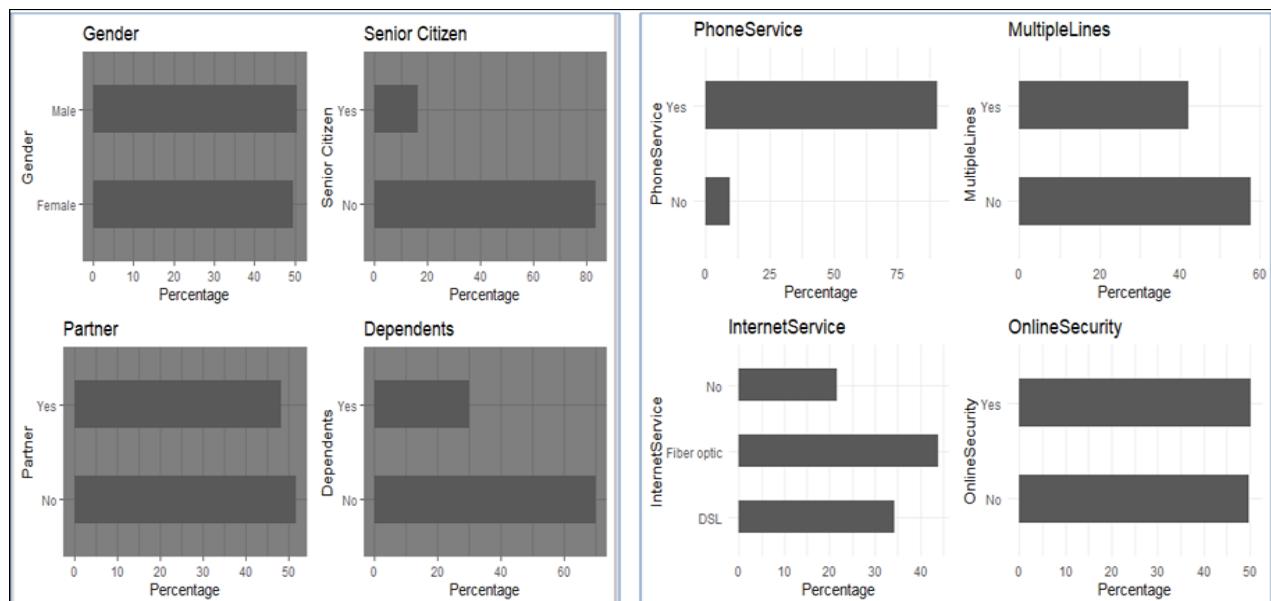 Gender
Gender
Male
Female
0 10 20 30 40 50
Percentage
Senior Citizen
Senior Citizen
Yes
No
0 20 40 60 80
Percentage
Partner
Partner
Yes
No
0 10 20 30 40 50
Percentage
Dependents
Dependents
Yes
No
0 20 40 60
Percentage
PhoneService
PhoneService
Yes
No
0 25 50 75
Percentage
MultipleLines
MultipleLines
Yes
No
0 20 40 60
Percentage
InternetService
InternetService
No
Fiber optic
DSL
0 10 20 30 40
Percentage
OnlineSecurity
OnlineSecurity
Yes
No
0 10 20 30 40 50
Percentage